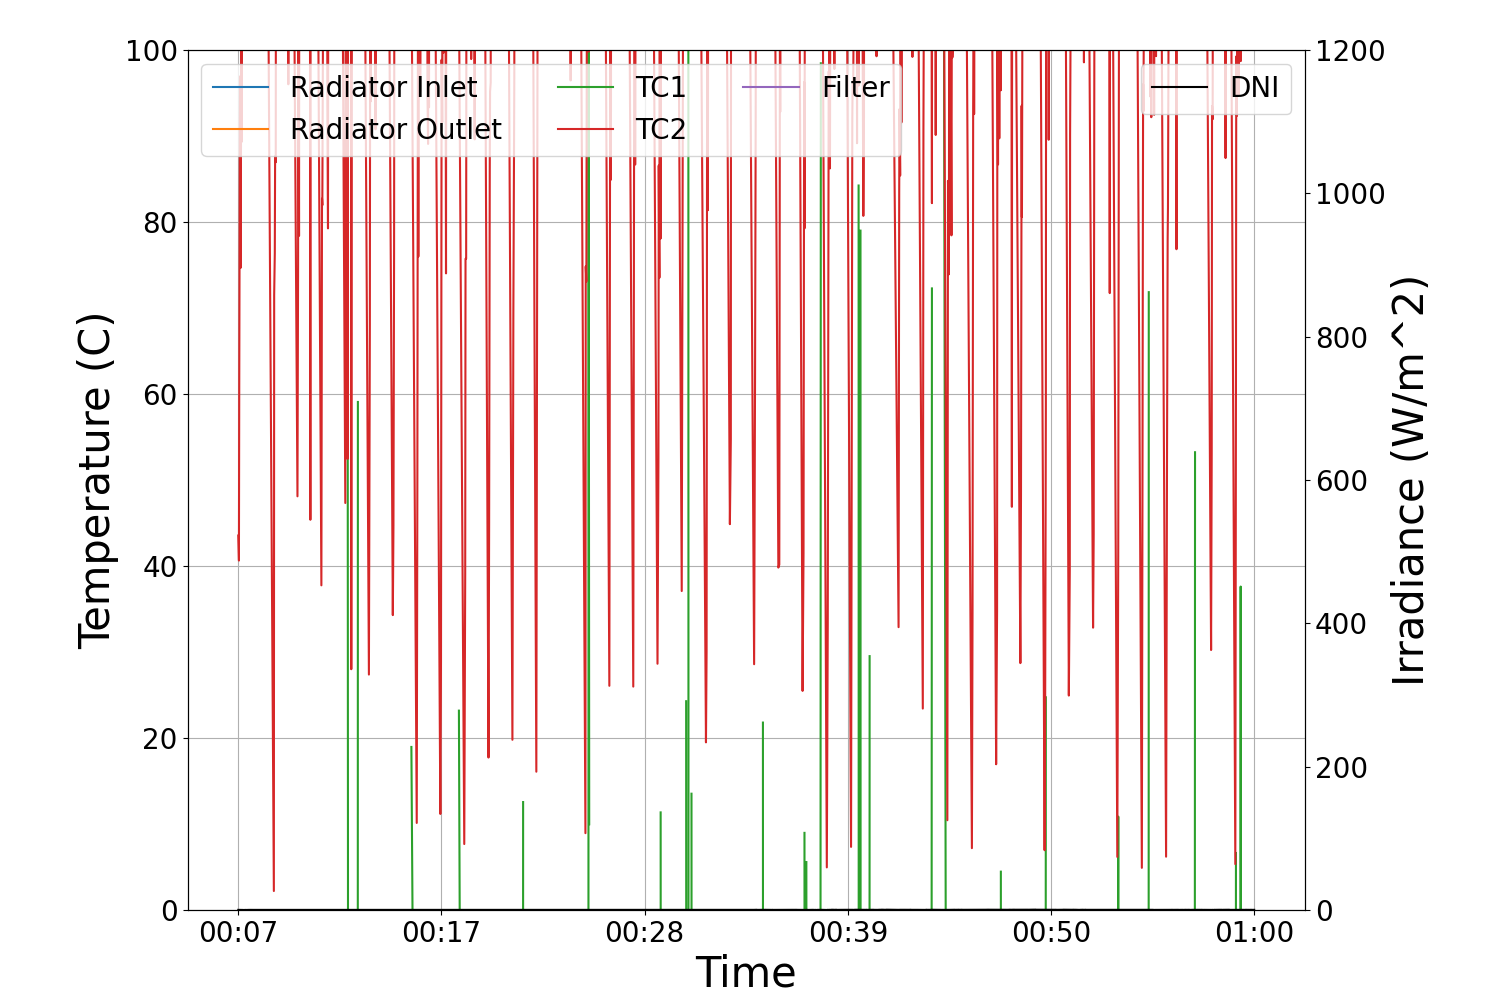 100
80
60
40
20
0
Temperature (C)
Radiator Inlet
Radiator Outlet
TC1
TC2
Filter
DNI
1200
1000
800
600
400
200
0
Irradiance (W/m^2)
00:07
00:17
00:28
00:39
00:50
01:00
Time